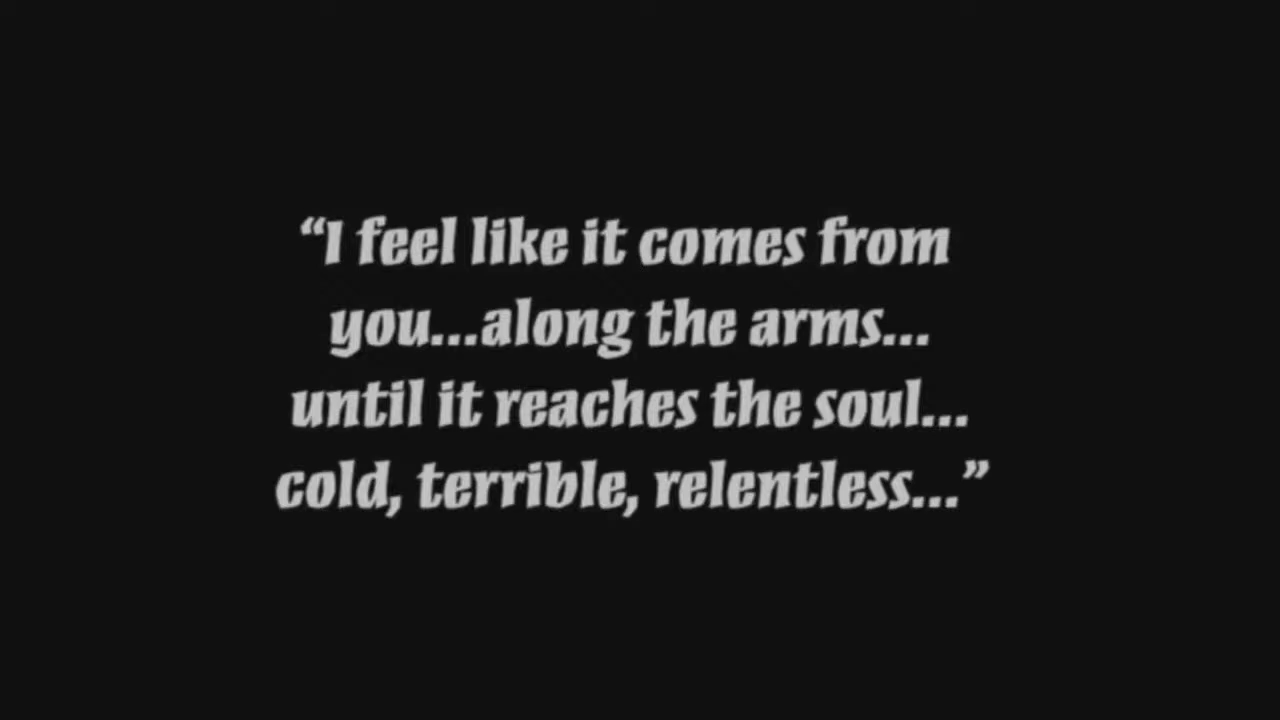 “I feel like it comes from
you...along the arms...
until it reaches the soul...
cold, terrible, relentless...”